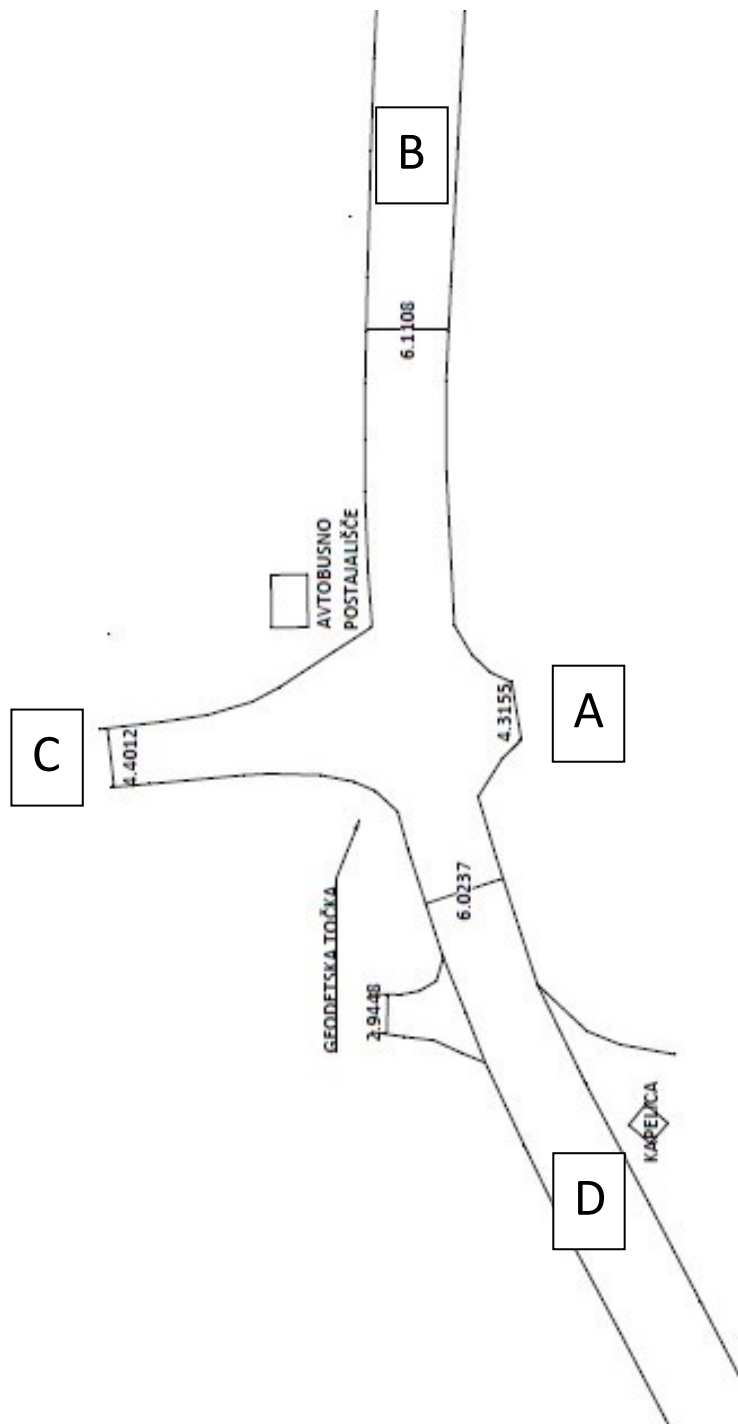 B
6.1108
AVTOBUSNO
POSTAJALIŠČE
C
4.4012
4.3155
A
6.0237
GEODETSKA TOČKA
2.9448
KAPELICA
D